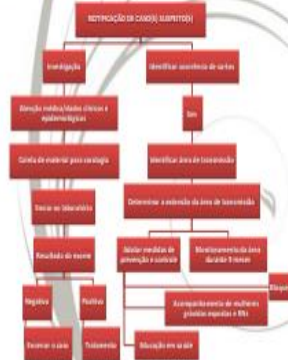 NOTIFICAÇÃO DE CASO(S) SUSPEITO(S)
Investigação
Identificar ocorrência de surtos
Atenção médica/dados clínicos e
epidemiológicos
Sim
Coleta de material para sorologia
Identificar área de transmissão
Enviar ao laboratório
Determinar a extensão da área de transmissão
Resultado do exame
Adotar medidas de
prevenção e controle
Monitoramento da área
durante
Negativo
Positivo
Bloque
Acompanhamento de mulheres
grávidas expostas e RNs
Encerrar o caso
Tratamento
Educação em saúde